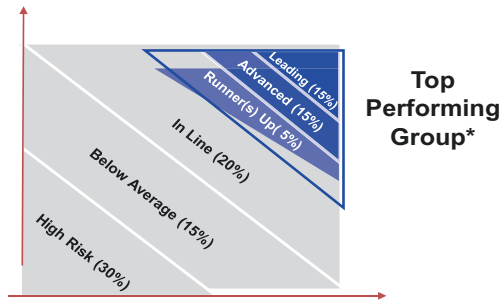 Leading (15%)
Advanced (15%)
Runner(s) Up( 5%)
In Line (20%)
Below Average (15%)
High Risk (30%)
Top
Performing
Group*